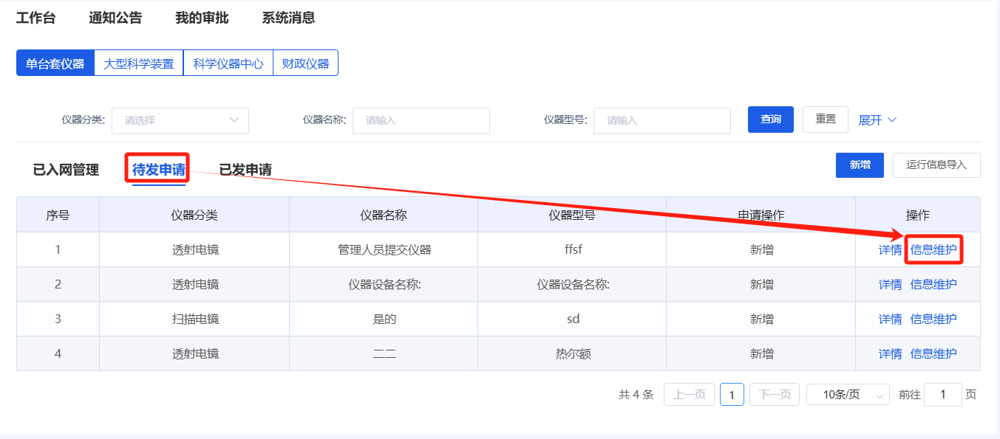 工作台 通知公告 我的审批 系统消息
单台套仪器 大型科学装置 科学仪器中心 财政仪器
仪器分类: 请选择 仪器名称: 请输入 仪器型号: 请输入 查询 重置 展开
已入网管理 待发申请 已发申请 新增 运行信息导入
序号 仪器分类 仪器名称 仪器型号 申请操作 操作
1 透射电镜 管理人员提交仪器 ffsf 新增 详情 信息维护
2 透射电镜 仪器设备名称: 仪器设备名称: 新增 详情 信息维护
3 扫描电镜 是的 sd 新增 详情 信息维护
4 透射电镜 二二 热尔额 新增 详情 信息维护
共 4 条 上一页 1 下一页 10条/页 前往 1 页